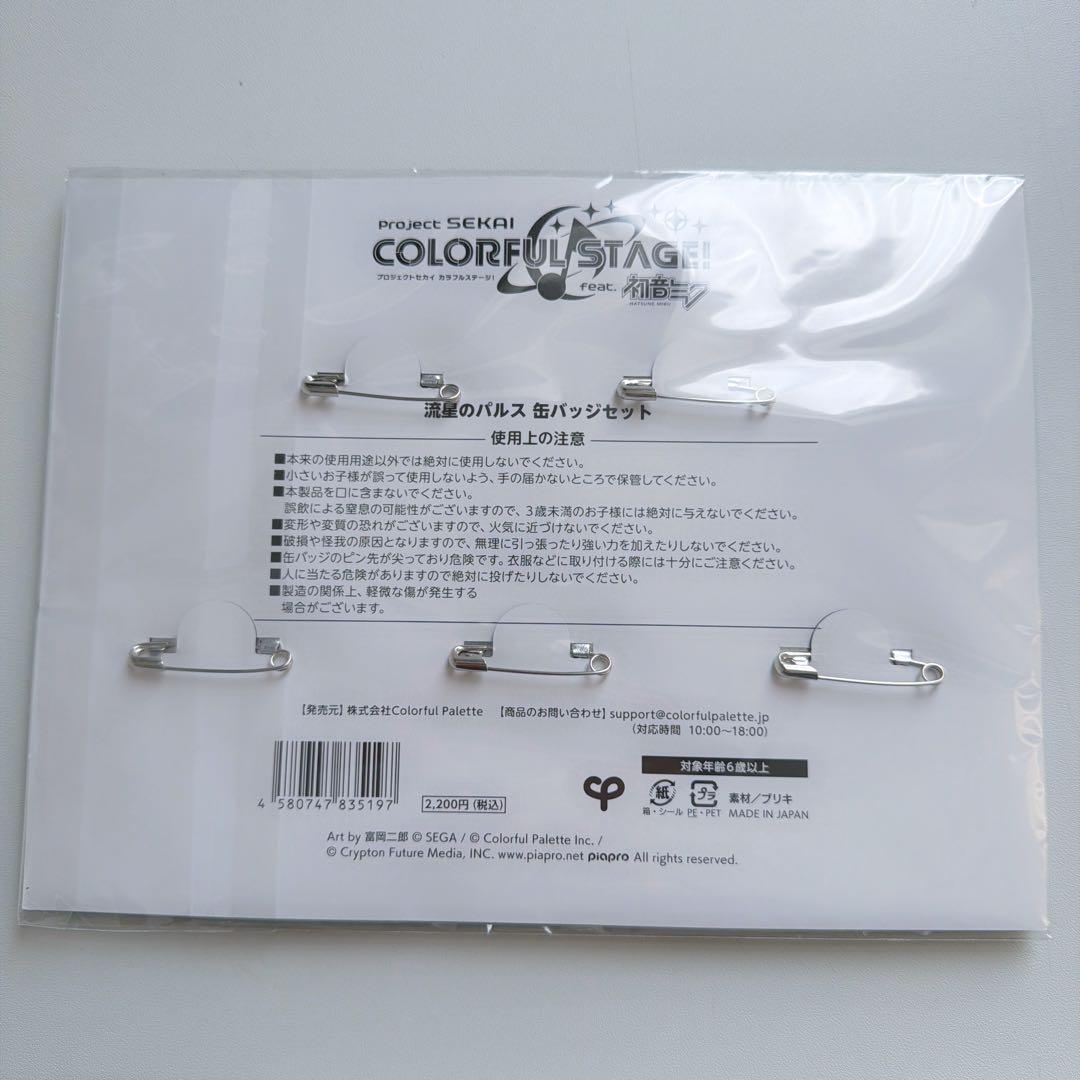 Project SEKAI
COLORFUL STAGE!
プロジェクトセカイ カラフルステージ!
feat. 初音ミク
HATSUNE MIKU
流星のパルス 缶バッジセット
使用上の注意
■本来の使用用途以外では絶対に使用しないでください。
■小さいお子様が誤って使用しないよう、手の届かないところで保管してください。
■本製品を口に含まないでください。
誤飲による窒息の可能性がございますので、3歳未満のお子様には絶対に与えないでください。
■変形や変質の恐れがございますので、火気に近づけないでください。
■破損や怪我の原因となりますので、無理に引っ張ったり強い力を加えたりしないでください。
■缶バッジのピン先が尖っており危険です。衣服などに取り付ける際には十分にご注意ください。
■人に当たる危険がありますので絶対に投げたりしないでください。
■製造の関係上、軽微な傷が発生する
場合がございます。
【発売元】株式会社Colorful Palette 【商品のお問い合わせ】support@colorfulpalette.jp
(対応時間 10:00～18:00)
対象年齢6歳以上
4 580747 835197
2,200円(税込)
紙
箱・シール
プラ
PE・PET
素材/ブリキ
MADE IN JAPAN
Art by 富岡二郎 © SEGA / © Colorful Palette Inc. /
© Crypton Future Media, INC. www.piapro.net piapro All rights reserved.